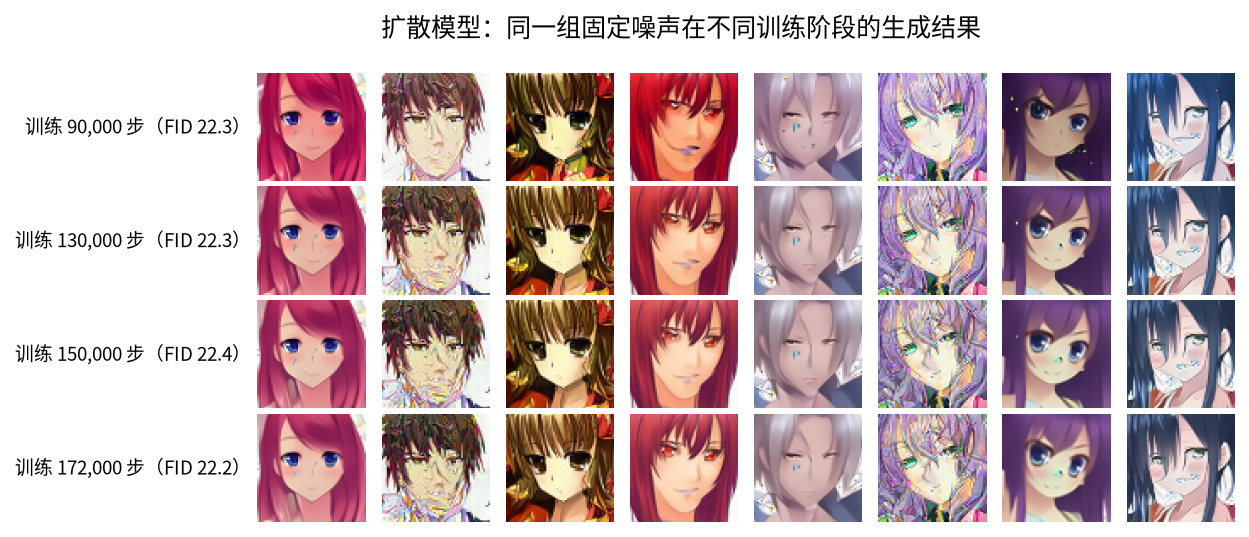 扩散模型：同一组固定噪声在不同训练阶段的生成结果
训练 90,000 步（FID 22.3）
训练 130,000 步（FID 22.3）
训练 150,000 步（FID 22.4）
训练 172,000 步（FID 22.2）